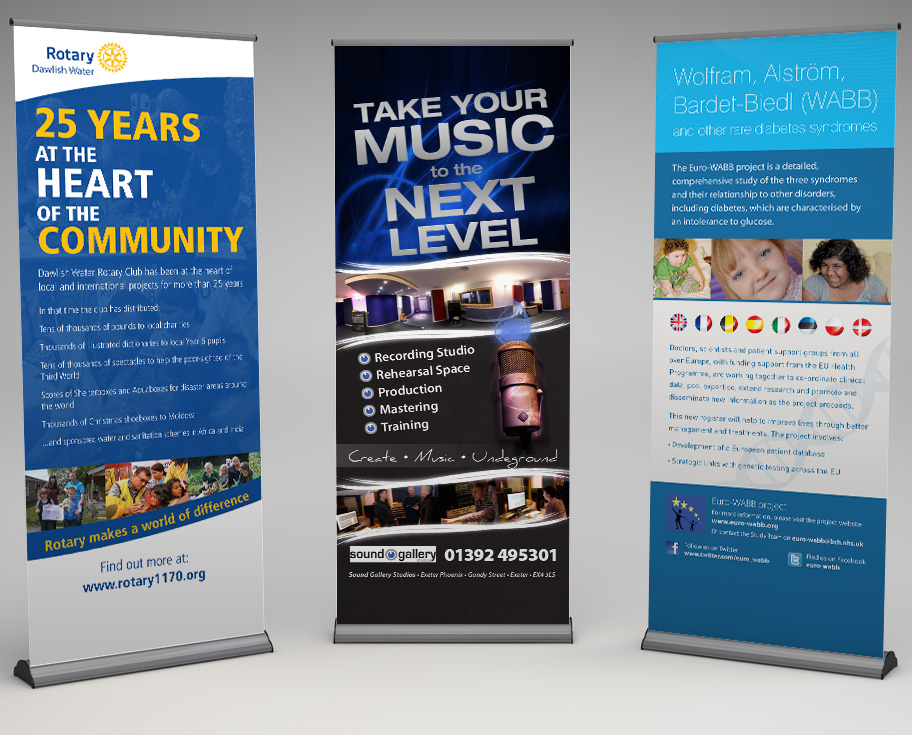 Rotary
Dawlish Water
25 YEARS
AT THE
HEART
OF THE
COMMUNITY
Dawlish Water Rotary Club has been at the heart of
local and international projects for more than 25 years
In that time the club has distributed:
Tens of thousands of pounds to local charities
Thousands of illustrated dictionaries to local Year 5 pupils
Tens of thousands of spectacles to help the poor-sighted of the
Third World
Scores of Shelterboxes and Aquaboxes for disaster areas around
the world
Thousands of Christmas shoeboxes to Moldova
...and sponsored water and sanitation schemes in Africa and India
Rotary makes a world of difference
Find out more at:
www.rotary1170.org
TAKE YOUR
MUSIC
to the
NEXT
LEVEL
Recording Studio
Rehearsal Space
Production
Mastering
Training
Create • Music • Undeground
sound gallery
01392 495301
Sound Gallery Studios • Exeter Phoenix • Gandy Street • Exeter • EX4 3LS
Wolfram, Alström,
Bardet-Biedl (WABB)
and other rare diabetes syndromes
The Euro-WABB project is a detailed,
comprehensive study of the three syndromes
and their relationship to other disorders,
including diabetes, which are characterised by
an intolerance to glucose.
Doctors, scientists and patient support groups from all
over Europe, with funding support from the EU Health
Programme, are working together to co-ordinate clinical
data, pool expertise, extend research and promote and
disseminate new information as the project proceeds.
This new register will help to improve lives through better
management and treatments. The project involves:
• Development of a European patient database
• Strategic links with genetic testing across the EU
Euro-WABB project
For more information, please visit the project website
www.euro-wabb.org
Or contact the Study Team on euro-wabb@bch.nhs.uk
Follow us on Twitter
www.twitter.com/euro_wabb
Find us on Facebook
euro-wabb